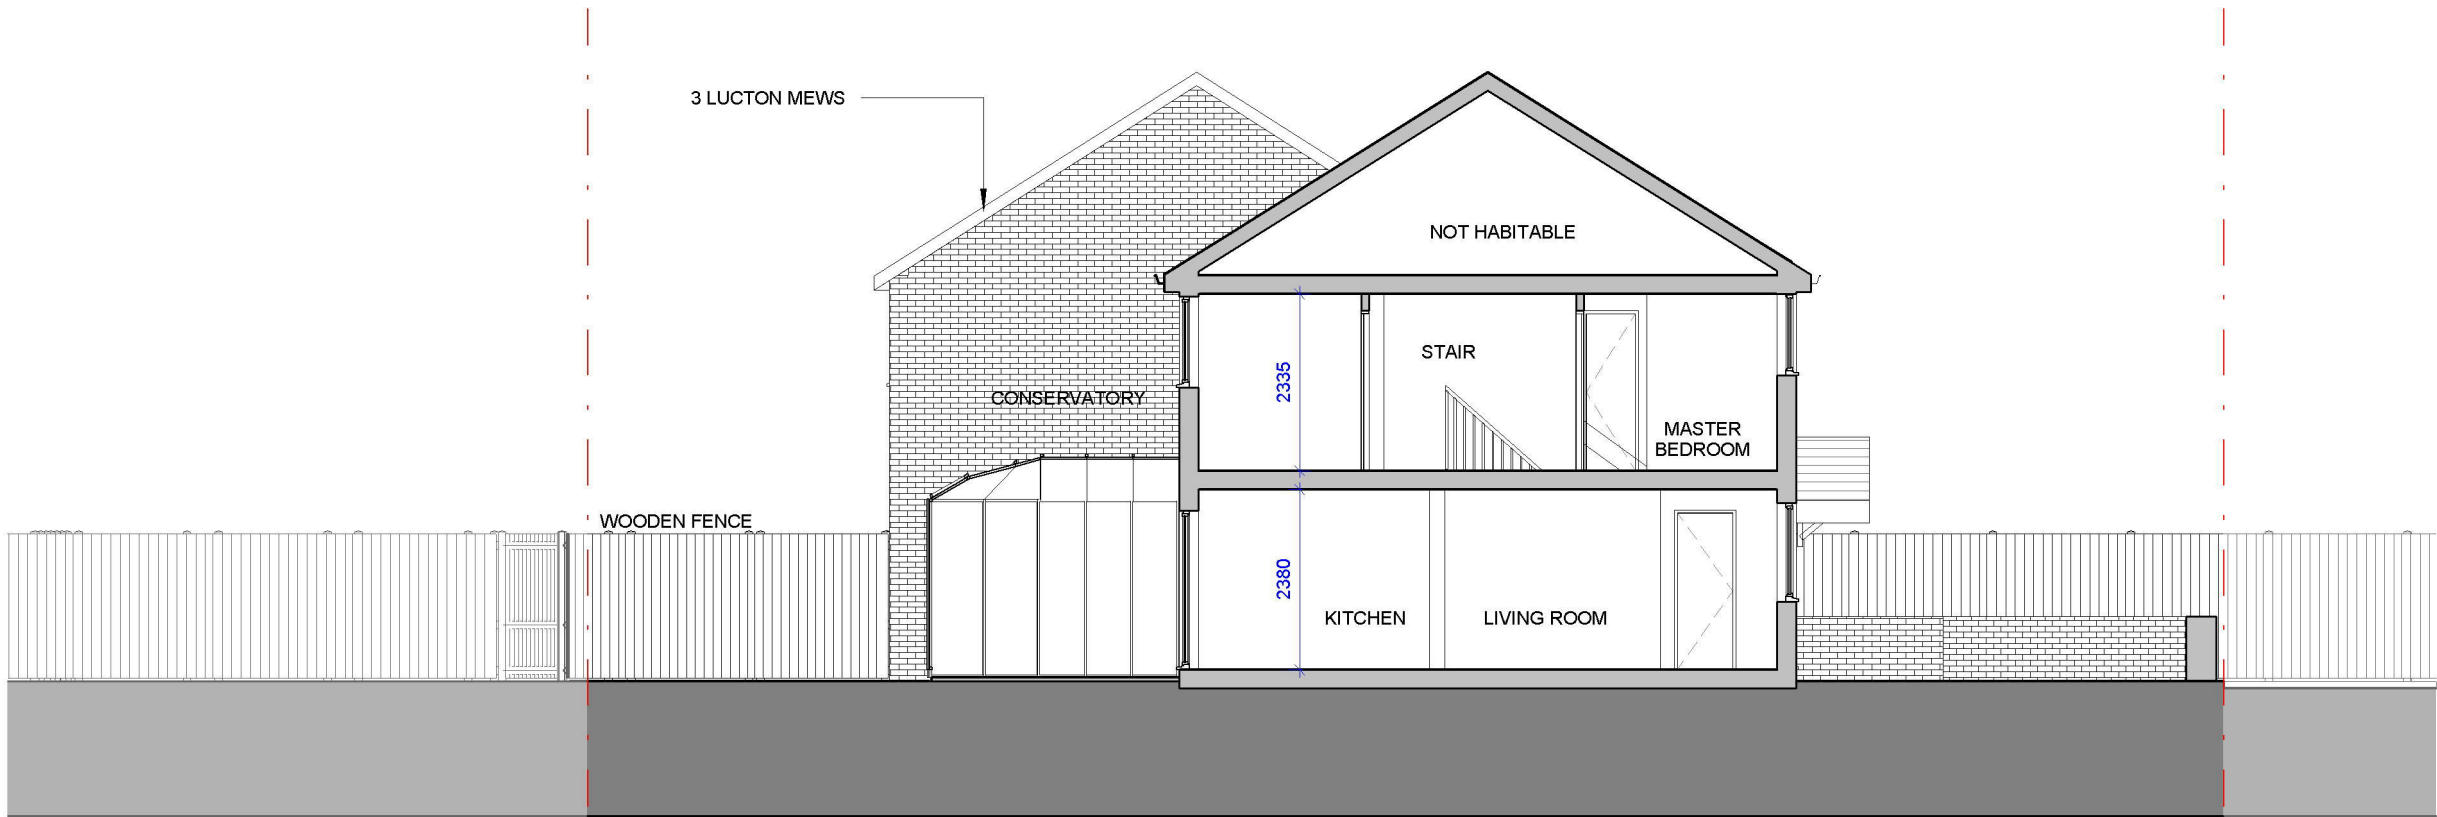 3 LUCTON MEWS
NOT HABITABLE
STAIR
2335
CONSERVATORY
MASTER
BEDROOM
WOODEN FENCE
2380
KITCHEN
LIVING ROOM